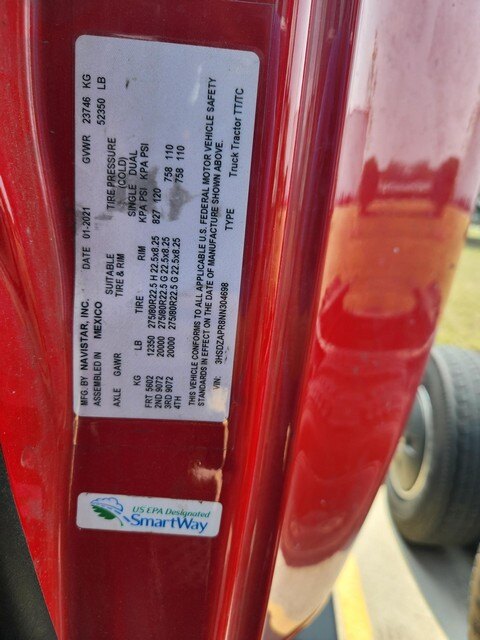 MFG. BY: NAVISTAR, INC. DATE 01-2021 GVWR 23746 KG
ASSEMBLED IN MEXICO 52350 LB
SUITABLE TIRE PRESSURE
AXLE GAWR TIRE & RIM (COLD)
SINGLE DUAL
KG LB TIRE RIM KPA PSI KPA PSI
FRT 5602 12350 275/80R22.5 H 22.5x8.25 827 120
2ND 9072 20000 275/80R22.5 G 22.5x8.25 758 110
3RD 9072 20000 275/80R22.5 G 22.5x8.25 758 110
4TH
THIS VEHICLE CONFORMS TO ALL APPLICABLE U.S. FEDERAL MOTOR VEHICLE SAFETY
STANDARDS IN EFFECT ON THE DATE OF MANUFACTURE SHOWN ABOVE.
VIN: 3HSDZAPR8NN304698 TYPE Truck Tractor TT/TC
US EPA Designated
SmartWay